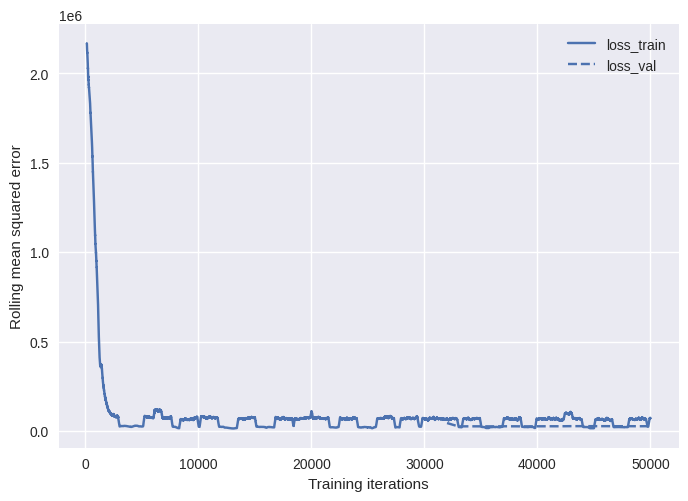 1e6
loss_train
loss_val
2.0
1.5
1.0
0.5
0.0
Rolling mean squared error
0 10000 20000 30000 40000 50000
Training iterations